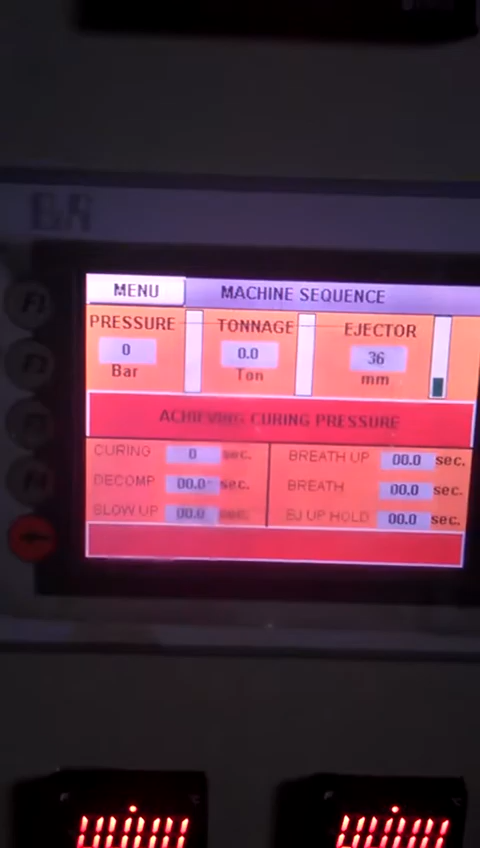 B&R
MENU MACHINE SEQUENCE
PRESSURE TONNAGE EJECTOR
0 0.0 36
Bar Ton mm
ACHIEVING CURING PRESSURE
CURING 0 sec. BREATH UP 00.0 sec.
DECOMP 00.0 sec. BREATH 00.0 sec.
BLOW UP 00.0 sec. EJ UP HOLD 00.0 sec.
F1